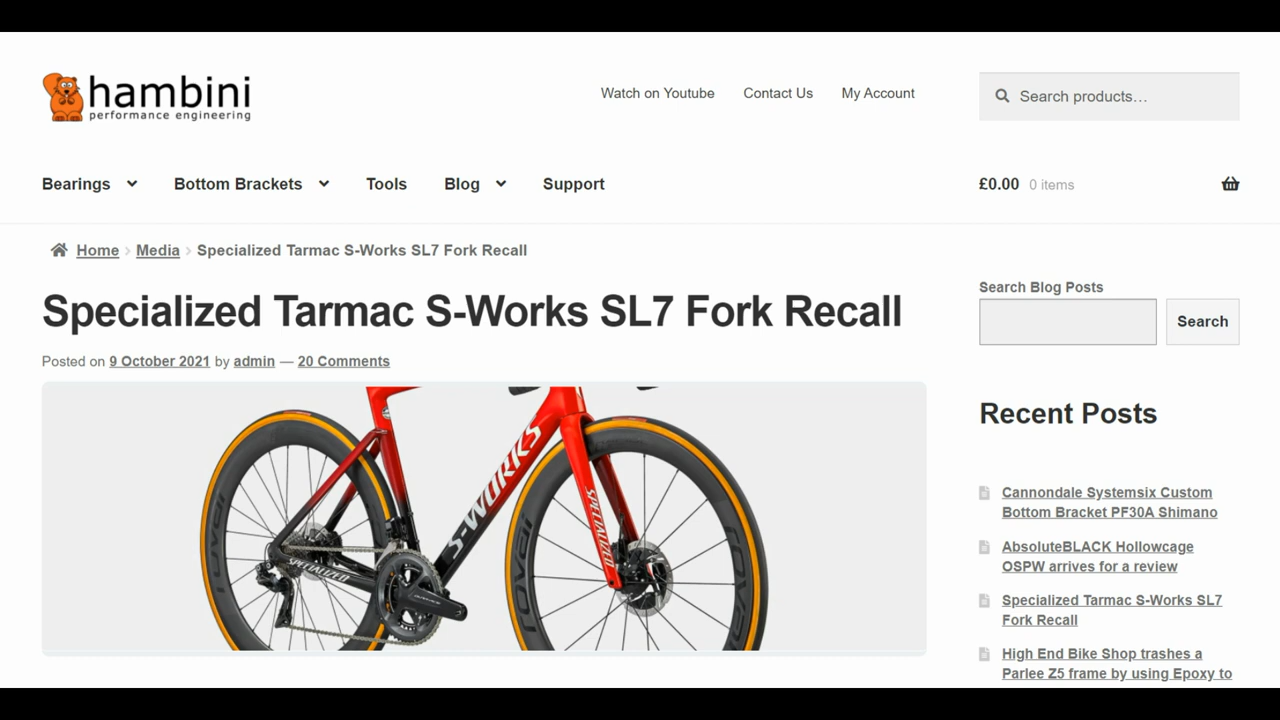 hambini
performance engineering
Watch on Youtube
Contact Us
My Account
Search products…
Bearings
Bottom Brackets
Tools
Blog
Support
£0.00 0 items
Home > Media > Specialized Tarmac S-Works SL7 Fork Recall
Specialized Tarmac S-Works SL7 Fork Recall
Posted on 9 October 2021 by admin — 20 Comments
S-WORKS
SPECIALIZED
SPECIALIZED
roval
roval
Search Blog Posts
Search
Recent Posts
Cannondale Systemsix Custom
Bottom Bracket PF30A Shimano
AbsoluteBLACK Hollowcage
OSPW arrives for a review
Specialized Tarmac S-Works SL7
Fork Recall
High End Bike Shop trashes a
Parlee Z5 frame by using Epoxy to